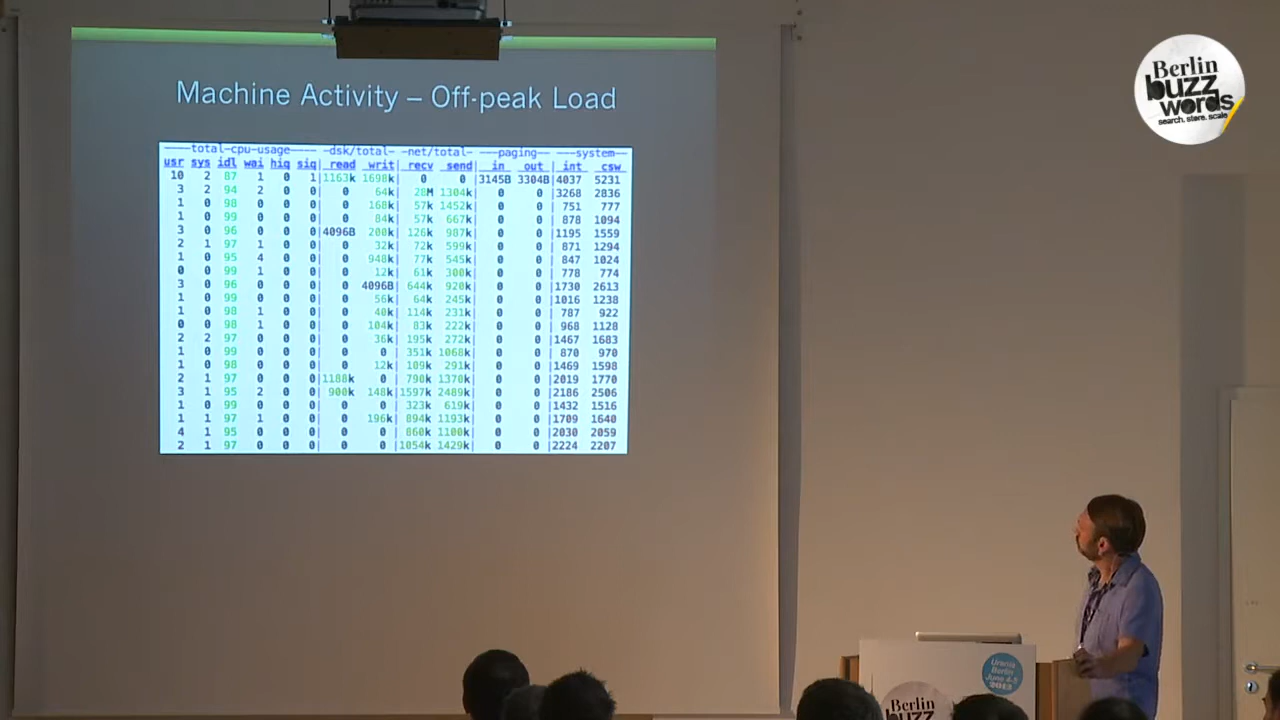 Machine Activity – Off-peak Load
----total-cpu-usage---- -dsk/total- -net/total- ---paging-- ---system--
usr sys idl wai hiq siq| read writ| recv send| in out | int csw
10 2 87 1 0 1|1163k 1698k| 0 0 |3145B 3304B|4037 5231
3 2 94 2 0 0| 0 64k| 28M 1304k| 0 0 |3268 2836
1 0 98 0 0 0| 0 168k| 57k 1452k| 0 0 | 751 777
1 0 99 0 0 0| 0 84k| 57k 667k| 0 0 | 878 1094
3 0 96 0 0 0|4096B 200k| 126k 987k| 0 0 |1195 1559
2 1 97 1 0 0| 0 32k| 72k 599k| 0 0 | 871 1294
1 0 95 4 0 0| 0 948k| 77k 545k| 0 0 | 847 1024
0 0 99 1 0 0| 0 12k| 61k 300k| 0 0 | 778 774
3 0 96 0 0 0| 0 4096B| 644k 920k| 0 0 |1730 2613
1 0 99 0 0 0| 0 56k| 64k 245k| 0 0 |1016 1238
1 0 98 1 0 0| 0 40k| 114k 231k| 0 0 | 787 922
0 0 98 1 0 0| 0 104k| 83k 222k| 0 0 | 968 1128
2 2 97 0 0 0| 0 36k| 195k 272k| 0 0 |1467 1683
1 0 99 0 0 0| 0 0 | 351k 1068k| 0 0 | 870 970
1 0 98 0 0 0| 0 12k| 109k 291k| 0 0 |1469 1598
2 1 97 0 0 0|1188k 0 | 790k 1370k| 0 0 |2019 1770
3 1 95 2 0 0| 900k 148k|1597k 2489k| 0 0 |2186 2506
1 0 99 0 0 0| 0 0 | 323k 619k| 0 0 |1432 1516
1 1 97 1 0 0| 0 196k| 894k 1193k| 0 0 |1709 1640
4 1 95 0 0 0| 0 0 | 860k 1100k| 0 0 |2030 2059
2 1 97 0 0 0| 0 0 |1054k 1429k| 0 0 |2224 2207
Berlin
buzz
words
search. store. scale
Urania
Berlin
June 4-5
2012
Berlin
buzz